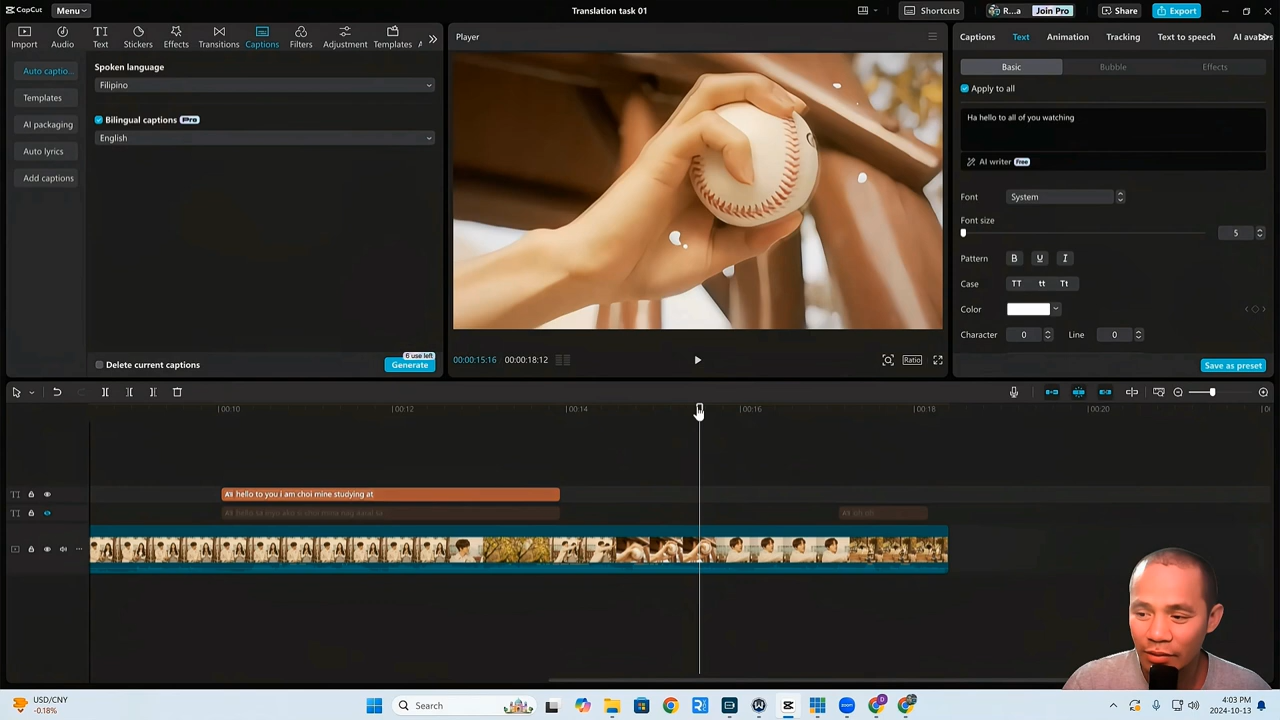 CapCut
Menu
Translation task 01
Shortcuts
R...a
Join Pro
Share
Export
Import
Audio
Text
Stickers
Effects
Transitions
Captions
Filters
Adjustment
Templates
A
Player
Captions
Text
Animation
Tracking
Text to speech
AI avatars
Auto captio...
Templates
AI packaging
Auto lyrics
Add captions
Spoken language
Filipino
Bilingual captions
Pro
English
Delete current captions
6 use left
Generate
00:00:15:16
00:00:18:12
Ratio
Basic
Bubble
Effects
Apply to all
Ha hello to all of you watching
AI writer
Free
Font
System
Font size
5
Pattern
B
U
I
Case
TT
tt
Tt
Color
Character
0
Line
0
Save as preset
00:10
00:12
00:14
00:16
00:18
00:20
hello to you i am choi mine studying at
USD/CNY
-0.18%
Search
zoom
4:03 PM
2024-10-13